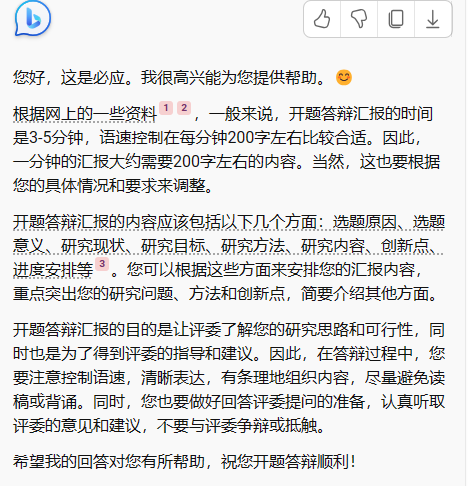 您好，这是必应。我很高兴能为您提供帮助。😊
根据网上的一些资料 1 2 ，一般来说，开题答辩汇报的时间
是3-5分钟，语速控制在每分钟200字左右比较合适。因此，
一分钟的汇报大约需要200字左右的内容。当然，这也要根据
您的具体情况和要求来调整。
开题答辩汇报的内容应该包括以下几个方面：选题原因、选题
意义、研究现状、研究目标、研究方法、研究内容、创新点、
进度安排等 3 。您可以根据这些方面来安排您的汇报内容，
重点突出您的研究问题、方法和创新点，简要介绍其他方面。
开题答辩汇报的目的是让评委了解您的研究思路和可行性，同
时也是为了得到评委的指导和建议。因此，在答辩过程中，您
要注意控制语速，清晰表达，有条理地组织内容，尽量避免读
稿或背诵。同时，您也要做好回答评委提问的准备，认真听取
评委的意见和建议，不要与评委争辩或抵触。
希望我的回答对您有所帮助，祝您开题答辩顺利！